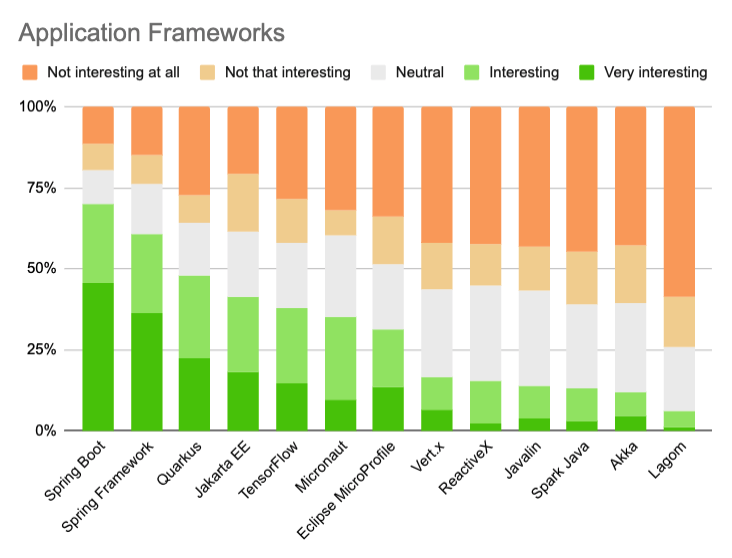 Application Frameworks
Not interesting at all Not that interesting Neutral Interesting Very interesting
100%
75%
50%
25%
0%
Spring Boot
Spring Framework
Quarkus
Jakarta EE
TensorFlow
Micronaut
Eclipse MicroProfile
Vert.x
ReactiveX
Javalin
Spark Java
Akka
Lagom